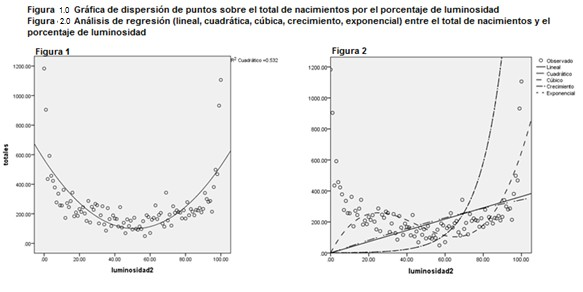 Figura 1.0 Gráfica de dispersión de puntos sobre el total de nacimientos por el porcentaje de luminosidad
Figura 2.0 Análisis de regresión (lineal, cuadrática, cúbica, crecimiento, exponencial) entre el total de nacimientos y el
porcentaje de luminosidad
Figura 1
R² Cuadrático =0.532
1200.00
1000.00
800.00
600.00
400.00
200.00
.00
totales
.00 20.00 40.00 60.00 80.00 100.00
luminosidad2
Figura 2
Observado
Lineal
Cuadrático
Cúbico
Crecimiento
Exponencial
1200.00
1000.00
800.00
600.00
400.00
200.00
.00
.00 20.00 40.00 60.00 80.00 100.00
luminosidad2